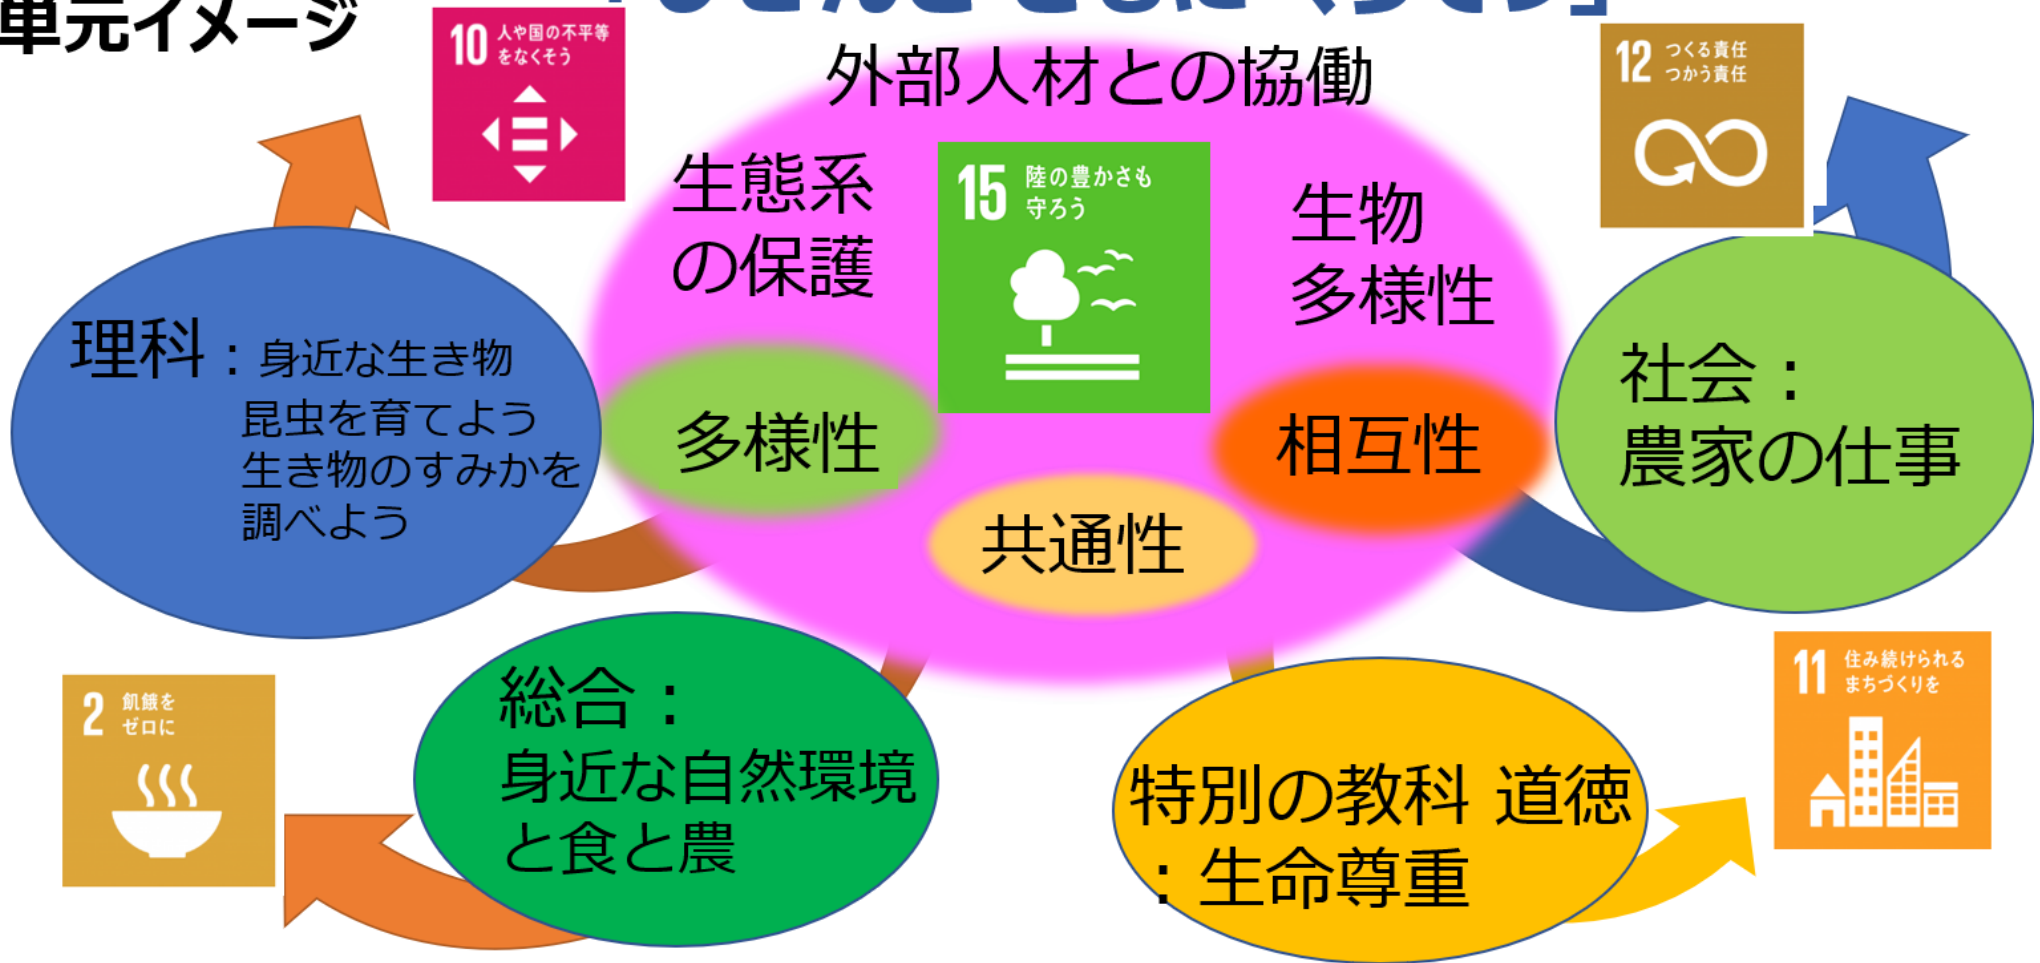 単元イメージ
10 人や国の不平等
をなくそう
外部人材との協働
12 つくる責任
つかう責任
生態系
の保護
15 陸の豊かさも
守ろう
生物
多様性
理科：身近な生き物
昆虫を育てよう
生き物のすみかを
調べよう
多様性
相互性
共通性
社会：
農家の仕事
2 飢餓を
ゼロに
総合：
身近な自然環境
と食と農
特別の教科 道徳
：生命尊重
11 住み続けられる
まちづくりを